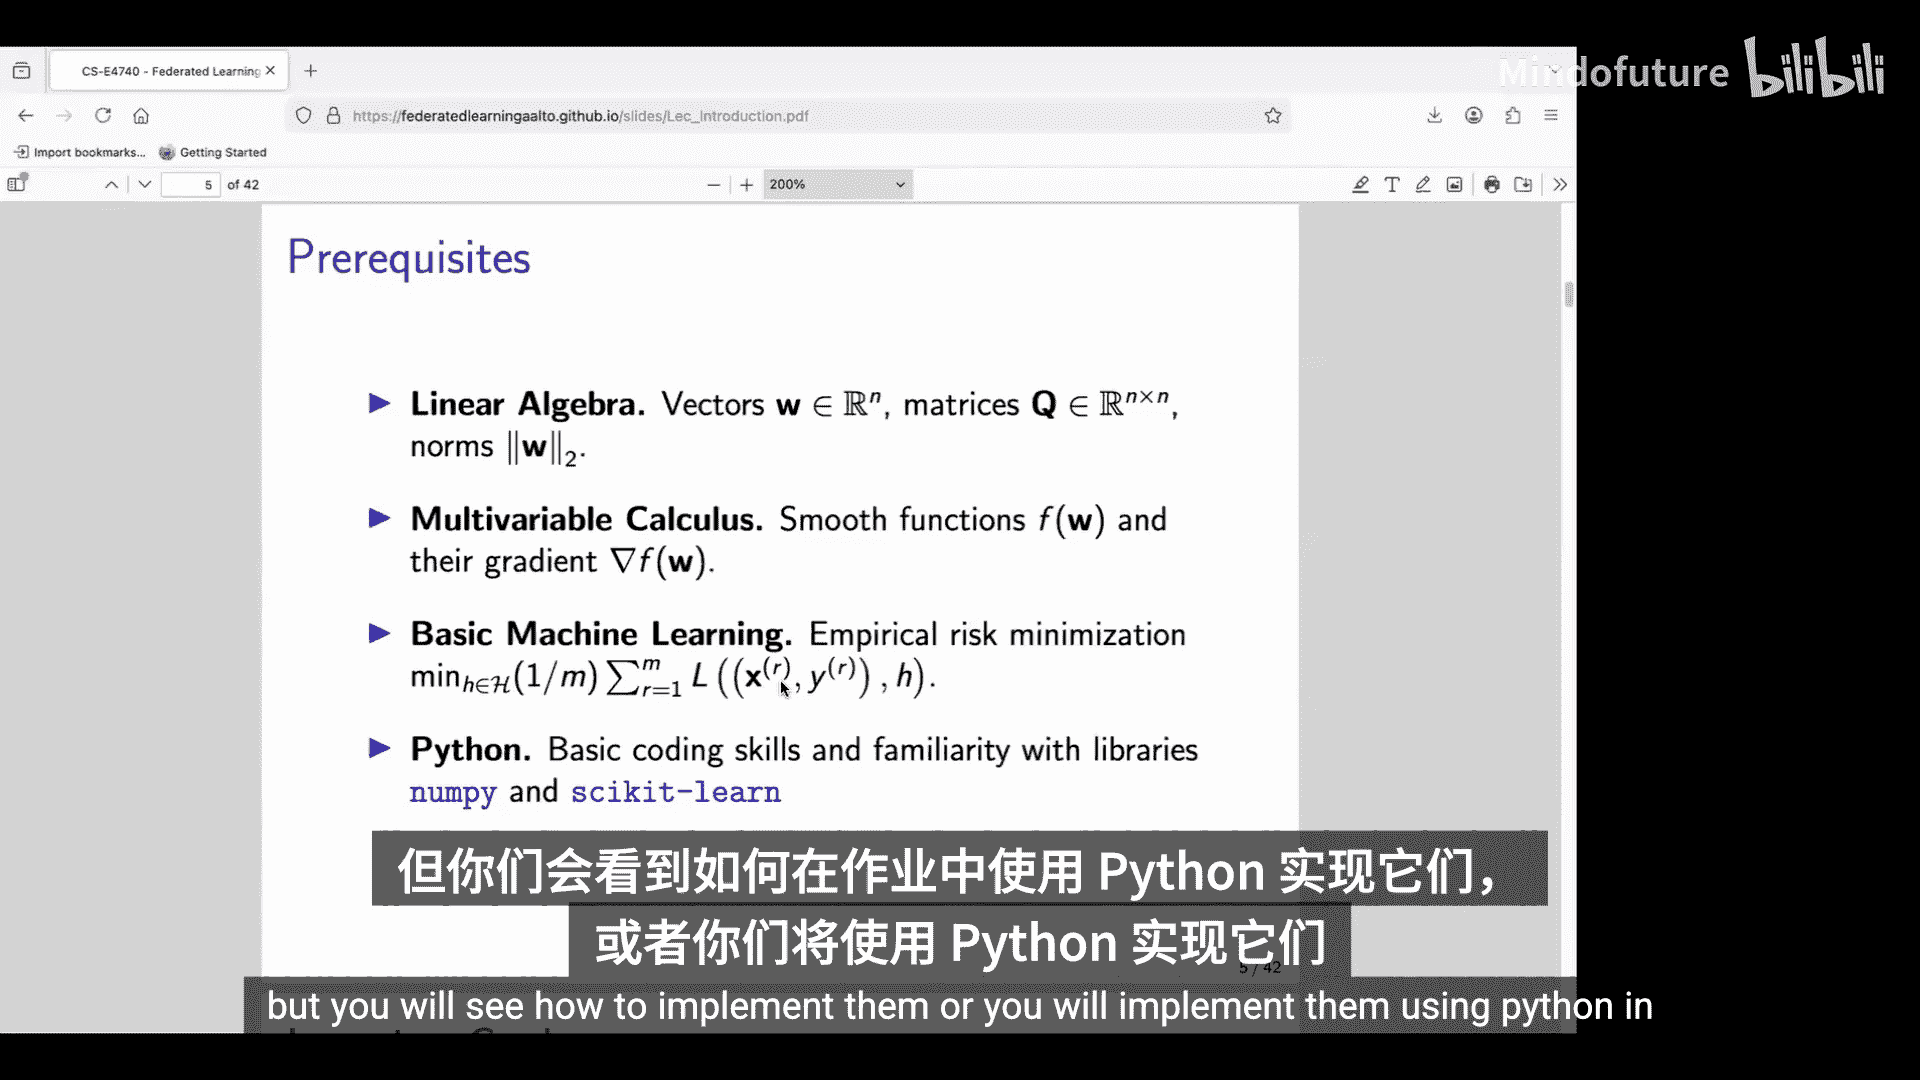 CS-E4740 - Federated Learning
Mindofuture bilibili
https://federatedlearningaalto.github.io/slides/Lec_Introduction.pdf
Import bookmarks... Getting Started
5 of 42
200%
Prerequisites
Linear Algebra. Vectors w ∈ ℝⁿ, matrices Q ∈ ℝⁿˣⁿ,
norms ‖w‖₂.
Multivariable Calculus. Smooth functions f(w) and
their gradient ∇f(w).
Basic Machine Learning. Empirical risk minimization
min_{h∈ℋ}(1/m) ∑_{r=1}^{m} L((x^{(r)}, y^{(r)}), h).
Python. Basic coding skills and familiarity with libraries
numpy and scikit-learn
但你们会看到如何在作业中使用 Python 实现它们，
或者你们将使用 Python 实现它们
5 / 42
but you will see how to implement them or you will implement them using python in